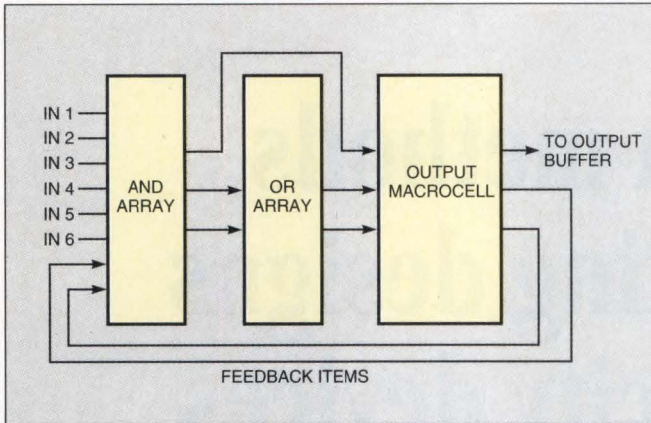 IN 1
IN 2
IN 3
IN 4
IN 5
IN 6
AND
ARRAY
OR
ARRAY
OUTPUT
MACROCELL
TO OUTPUT
BUFFER
FEEDBACK ITEMS